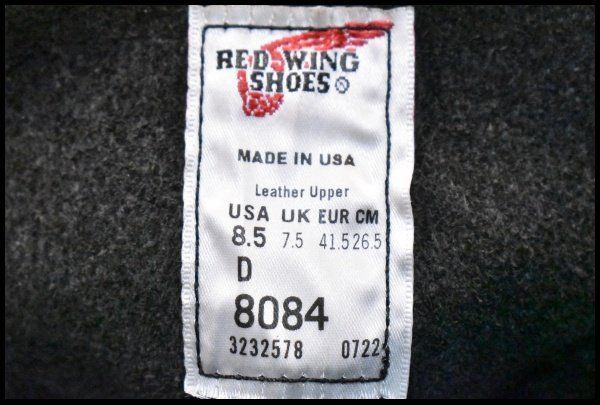 RED WING
SHOES®
MADE IN USA
Leather Upper
USA UK EUR CM
8.5 7.5 41.5 26.5
D
8084
3232578 0722